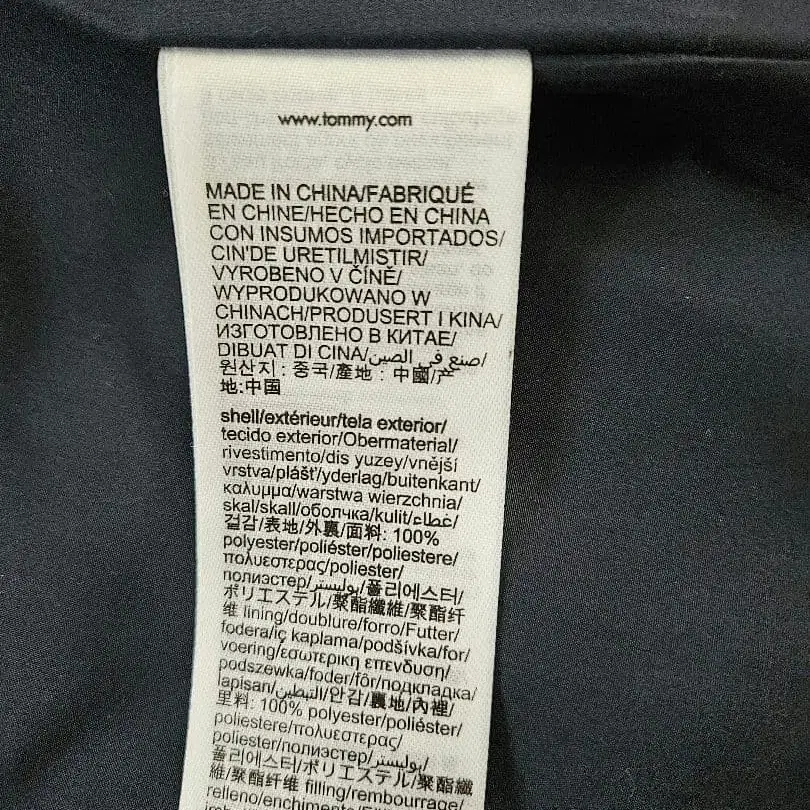 www.tommy.com
MADE IN CHINA/FABRIQUÉ
EN CHINE/HECHO EN CHINA
CON INSUMOS IMPORTADOS/
CIN'DE URETILMISTIR/
VYROBENO V ČÍNĚ/
WYPRODUKOWANO W
CHINACH/PRODUSERT I KINA/
ИЗГОТОВЛЕНО В КИТАЕ/
DIBUAT DI CINA/صنع في الصين/
원산지 : 중국/產地 : 中國/产
地:中国
shell/extérieur/tela exterior/
tecido exterior/Obermaterial/
rivestimento/dis yuzey/vnější
vrstva/plášť/yderlag/buitenkant/
καλυμμα/warstwa wierzchnia/
skal/skall/оболчка/kulit/غطاء/
겉감/表地/外裏/面料: 100%
polyester/poliéster/poliestere/
πολυεστερας/poliester/
полиэстер/بوليستر/폴리에스터/
ポリエステル/聚酯纖維/聚酯纤
维 lining/doublure/forro/Futter/
fodera/iç kaplama/podšívka/for/
voering/εσωτερικη επενδυση/
podszewka/foder/fôr/подкладка/
lapisan/التبطين/안감/裏地/內裡/
里料: 100% polyester/poliéster/
poliestere/πολυεστερας/
poliester/полиэстер/بوليستر/
폴리에스터/ポリエステル/聚酯纖
維/聚酯纤维 filling/rembourrage/
relleno/enchimento/